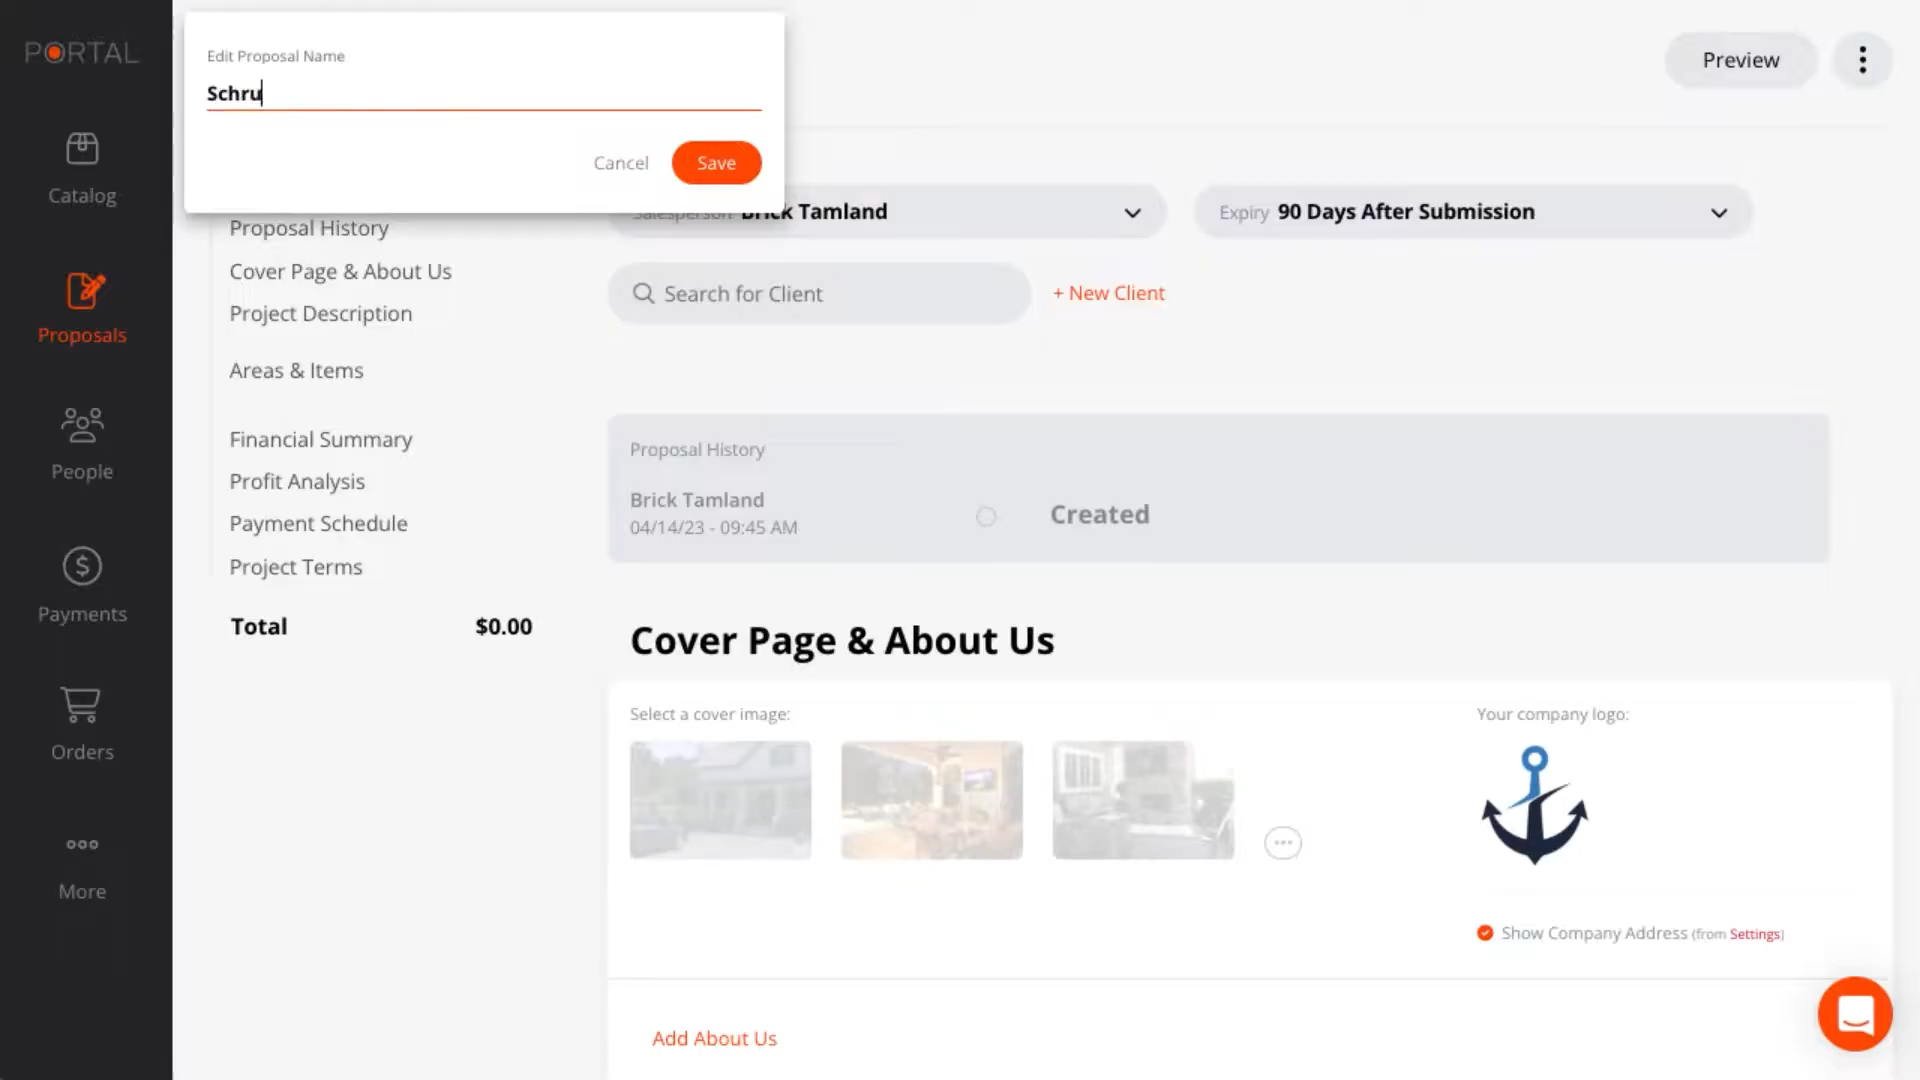 PORTAL
Catalog
Proposals
People
Payments
Orders
More
Edit Proposal Name
Schru
Cancel
Save
Preview
Salesperson Brick Tamland
Expiry 90 Days After Submission
Search for Client
+ New Client
Proposal History
Cover Page & About Us
Project Description
Areas & Items
Financial Summary
Profit Analysis
Payment Schedule
Project Terms
Total $0.00
Proposal History
Brick Tamland
04/14/23 - 09:45 AM
Created
Cover Page & About Us
Select a cover image:
Your company logo:
Show Company Address (from Settings)
Add About Us